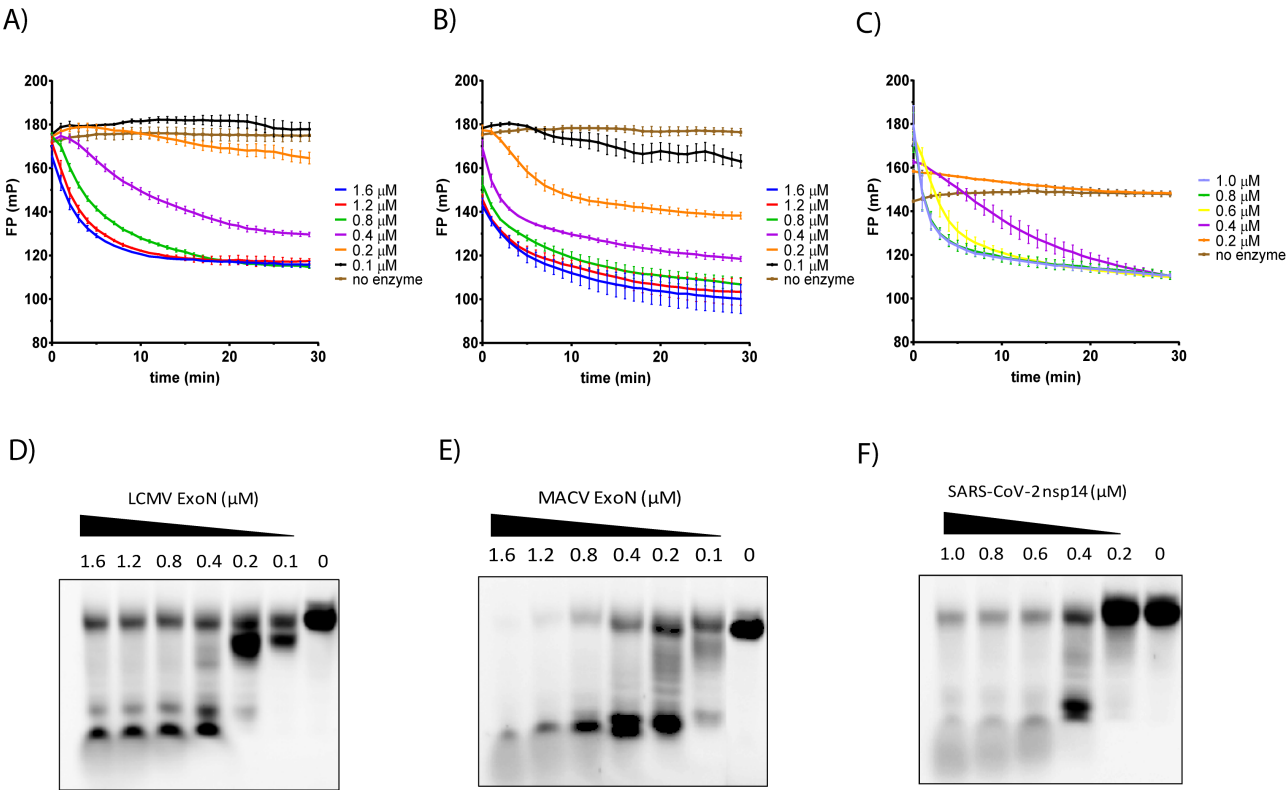 A)
200
180
160
140
120
100
80
FP (mP)
0 10 20 30
time (min)
1.6 μM
1.2 μM
0.8 μM
0.4 μM
0.2 μM
0.1 μM
no enzyme
B)
200
180
160
140
120
100
80
FP (mP)
0 10 20 30
time (min)
1.6 μM
1.2 μM
0.8 μM
0.4 μM
0.2 μM
0.1 μM
no enzyme
C)
200
180
160
140
120
100
80
FP (mP)
0 10 20 30
time (min)
1.0 μM
0.8 μM
0.6 μM
0.4 μM
0.2 μM
no enzyme
D)
LCMV ExoN (μM)
1.6 1.2 0.8 0.4 0.2 0.1 0
E)
MACV ExoN (μM)
1.6 1.2 0.8 0.4 0.2 0.1 0
F)
SARS-CoV-2 nsp14 (μM)
1.0 0.8 0.6 0.4 0.2 0